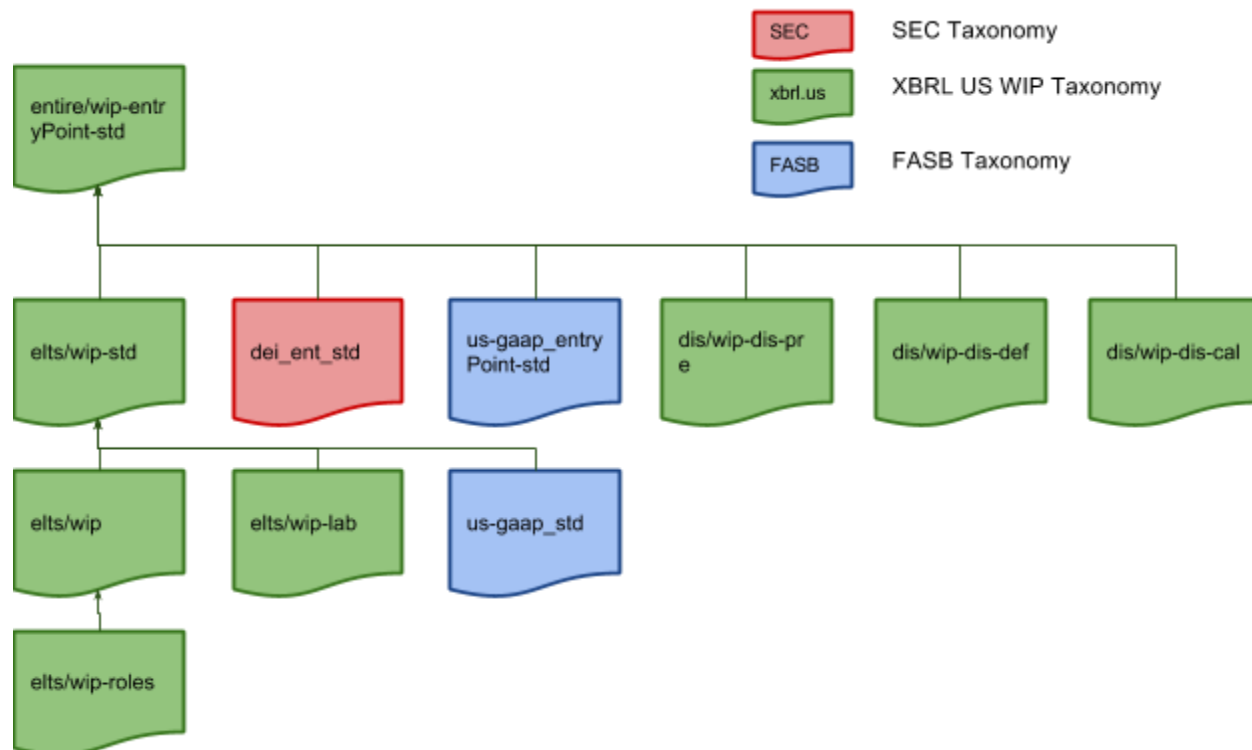 SEC
SEC Taxonomy
entire/wip-entr
yPoint-std
xbrl.us
XBRL US WIP Taxonomy
FASB
FASB Taxonomy
elts/wip-std
dei_ent_std
us-gaap_entry
Point-std
dis/wip-dis-pr
e
dis/wip-dis-def
dis/wip-dis-cal
elts/wip
elts/wip-lab
us-gaap_std
elts/wip-roles